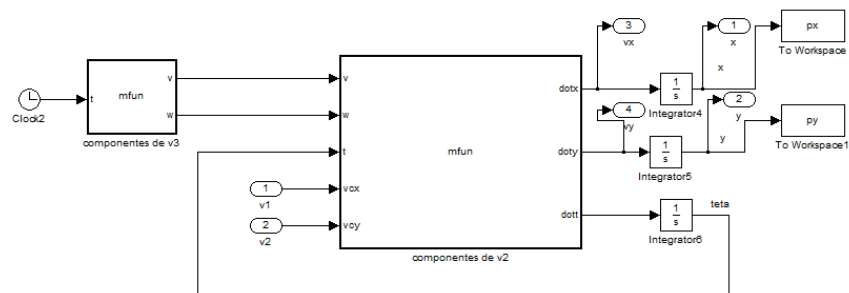 3
vx
1
x
px
To Workspace
v
mfun
t
w
Clock2
componentes de v3
v
w
t
vcx
vcy
mfun
dotx
doty
dott
componentes de v2
1
s
Integrator4
x
4
vy
2
y
py
To Workspace1
1
s
Integrator5
y
1
v1
2
v2
1
s
Integrator6
teta